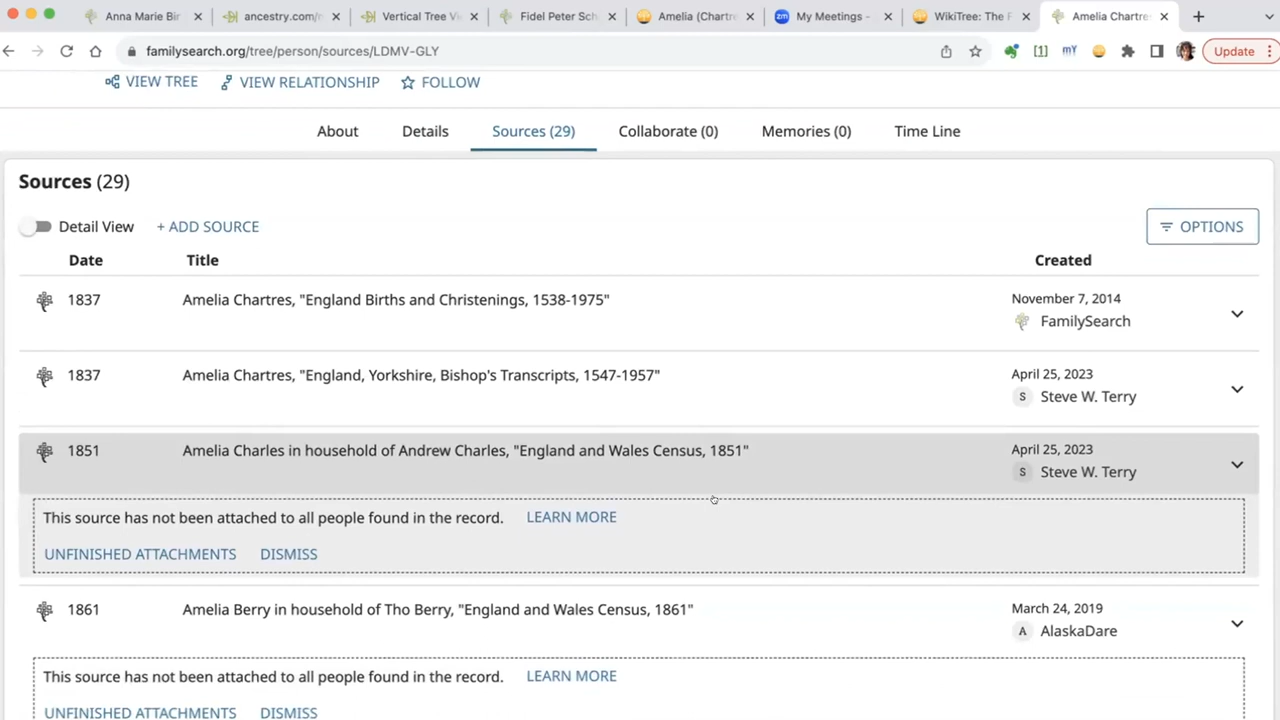 Anna Marie Bir
ancestry.com/
Vertical Tree Vi
Fidel Peter Sch
Amelia (Chartre
zm My Meetings -
WikiTree: The F
Amelia Chartre
familysearch.org/tree/person/sources/LDMV-GLY
[1] mY Update
VIEW TREE VIEW RELATIONSHIP FOLLOW
About Details Sources (29) Collaborate (0) Memories (0) Time Line
Sources (29)
Detail View + ADD SOURCE OPTIONS
Date Title Created
1837 Amelia Chartres, "England Births and Christenings, 1538-1975" November 7, 2014
FamilySearch
1837 Amelia Chartres, "England, Yorkshire, Bishop's Transcripts, 1547-1957" April 25, 2023
S Steve W. Terry
1851 Amelia Charles in household of Andrew Charles, "England and Wales Census, 1851" April 25, 2023
S Steve W. Terry
This source has not been attached to all people found in the record. LEARN MORE
UNFINISHED ATTACHMENTS DISMISS
1861 Amelia Berry in household of Tho Berry, "England and Wales Census, 1861" March 24, 2019
A AlaskaDare
This source has not been attached to all people found in the record. LEARN MORE
UNFINISHED ATTACHMENTS DISMISS